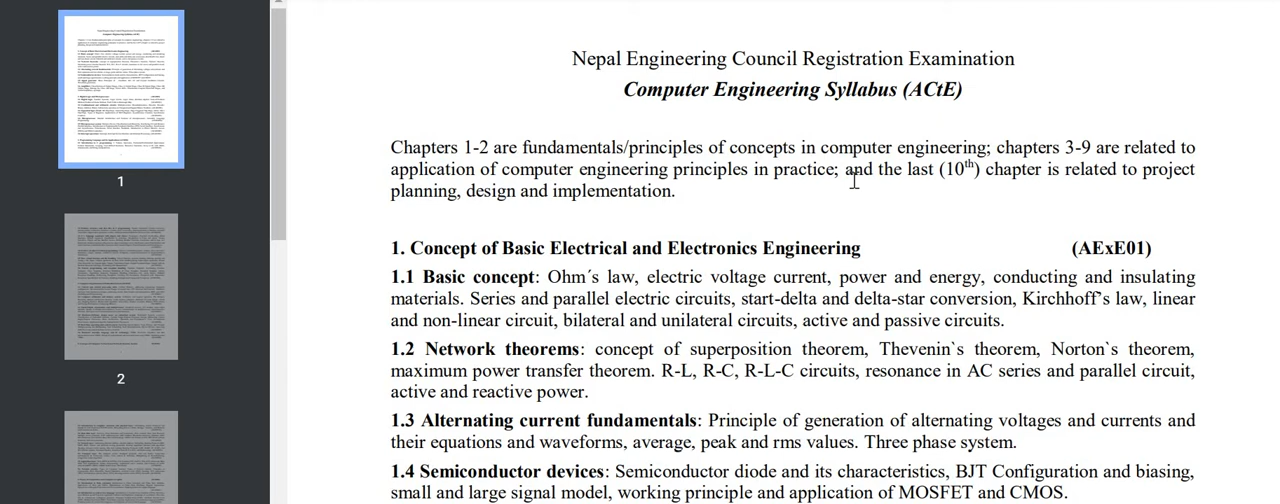 Nepal Engineering Council Registration Examination
Computer Engineering Syllabus (ACtE)
Chapters 1-2 are fundamentals/principles of concepts in computer engineering; chapters 3-9 are related to
application of computer engineering principles in practice; and the last (10th) chapter is related to project
planning, design and implementation.
1. Concept of Basic Electrical and Electronics Engineering (AExE01)
1.1 Basic concept: Ohm´s law, electric voltage current, power and energy, conducting and insulating
materials. Series and parallel electric circuits, start-delta and delta-star conversion, Kirchhoff's law, linear
and non-linear circuit, bilateral and unilateral circuits, active and passive circuits.
1.2 Network theorems: concept of superposition theorem, Thevenin`s theorem, Norton`s theorem,
maximum power transfer theorem. R-L, R-C, R-L-C circuits, resonance in AC series and parallel circuit,
active and reactive power.
1.3 Alternating current fundamentals: Principle of generation of alternating voltages and currents and
their equations and waveforms, average, peak and rms values. Three phase system.
1.4 Semiconductor devices: Semiconductor diode and its characteristics, BJT Configuration and biasing,
small and large signal model, working principle and application of MOSFET and CMOS.
1
2